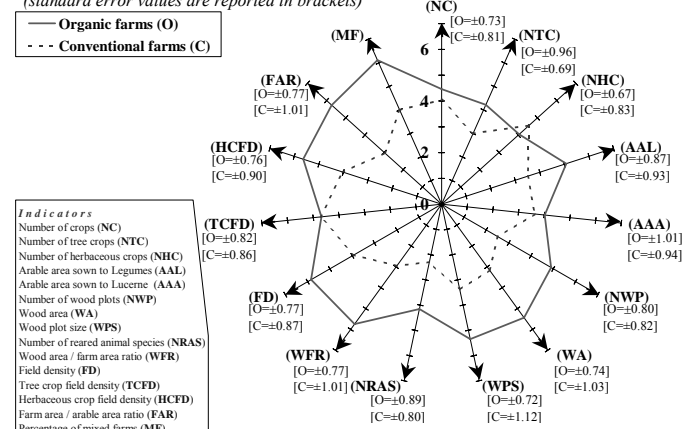 (standard error values are reported in brackets)
Organic farms (O)
Conventional farms (C)
(NC)
[O=±0.73
[C=±0.81]
(NTC)
[O=±0.96
[C=±0.69]
(NHC)
[O=±0.67
[C=±0.83]
(AAL)
[O=±0.87
[C=±0.93]
(AAA)
[O=±1.01
[C=±0.94]
(NWP)
[O=±0.80
[C=±0.82]
(WA)
[O=±0.74
[C=±1.03]
(WPS)
[O=±0.72
[C=±1.12]
(NRAS)
[O=±0.89
[C=±0.80]
(WFR)
[O=±0.77
[C=±1.01]
(FD)
[O=±0.77
[C=±0.87]
(TCFD)
[O=±0.82]
[C=±0.86]
(HCFD)
[O=±0.76
[C=±0.90]
(FAR)
[O=±0.77]
[C=±1.01]
(MF)
6
4
2
0
Indicators
Number of crops (NC)
Number of tree crops (NTC)
Number of herbaceous crops (NHC)
Arable area sown to Legumes (AAL)
Arable area sown to Lucerne (AAA)
Number of wood plots (NWP)
Wood area (WA)
Wood plot size (WPS)
Number of reared animal species (NRAS)
Wood area / farm area ratio (WFR)
Field density (FD)
Tree crop field density (TCFD)
Herbaceous crop field density (HCFD)
Farm area / arable area ratio (FAR)
Percentage of mixed farms (MF)